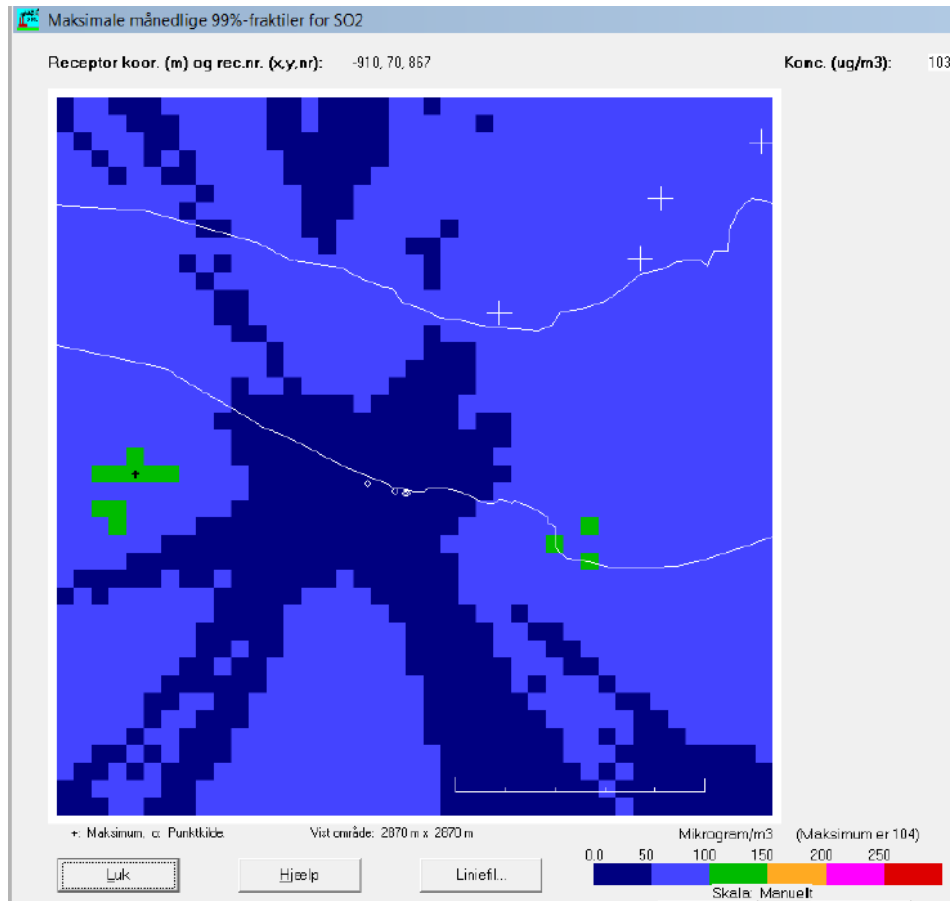 Maksimale månedlige 99%-fraktiler for SO2
Receptor koor. (m) og rec.nr. (x,y,nr): -910, 70, 867 Konc. (ug/m3): 103
+: Maksimum, o: Punktkilde. Vist område: 2870 m x 2870 m
Mikrogram/m3 (Maksimum er 104)
0.0 50 100 150 200 250
Luk Hjælp Liniefil...
Skala: Manuelt